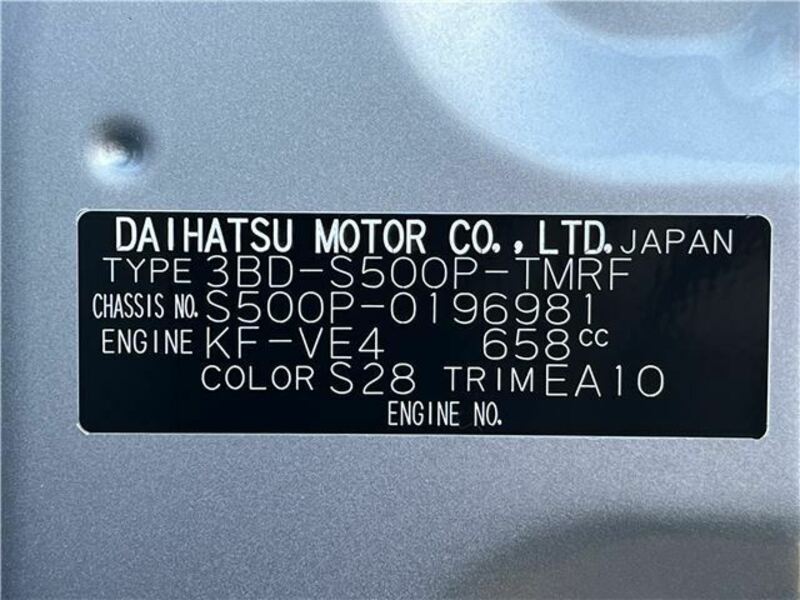 DAIHATSU MOTOR CO., LTD. JAPAN
TYPE 3BD-S500P-TMRF
CHASSIS NO. S500P-0196981
ENGINE KF-VE4 658cc
COLOR S28 TRIM EA10
ENGINE NO.